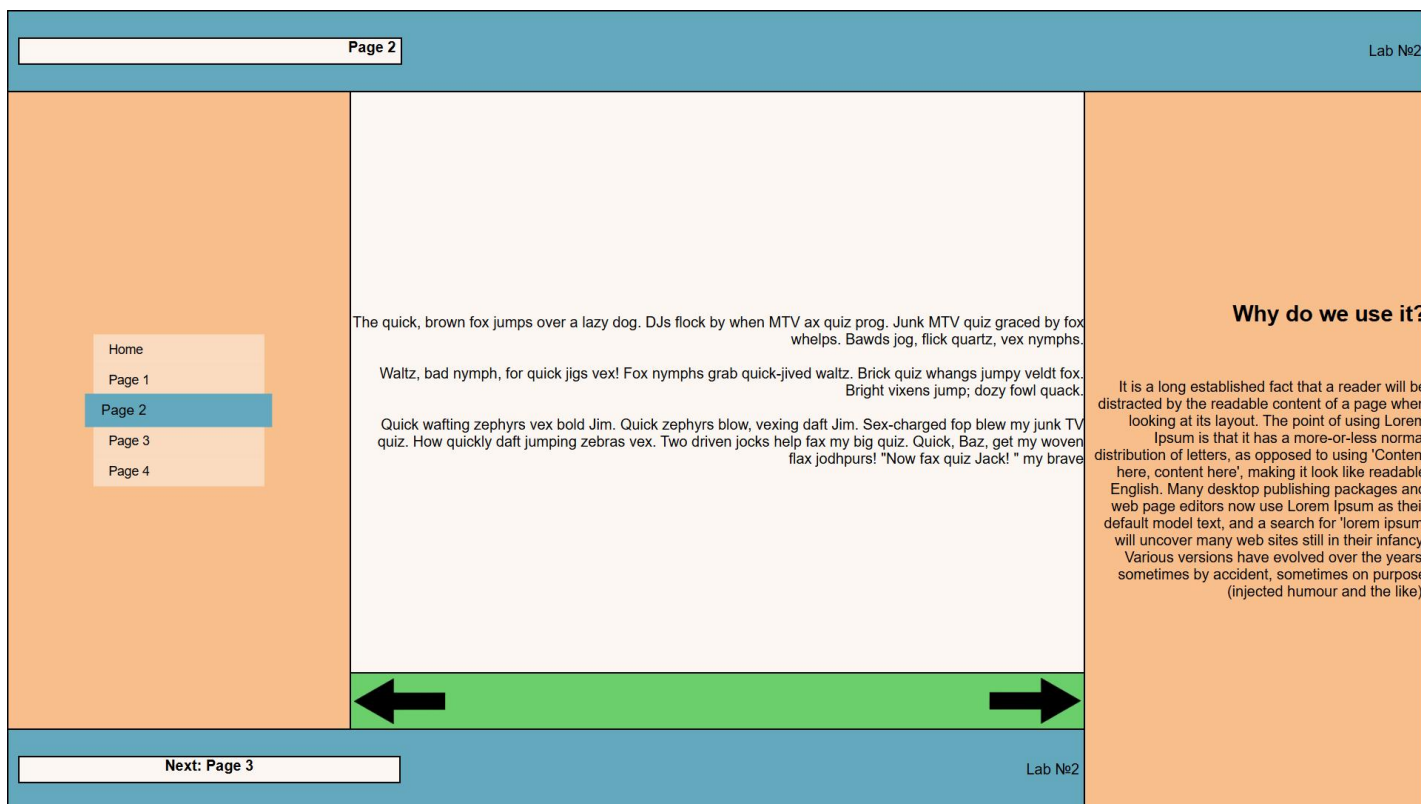 Page 2
Lab №2
Home
Page 1
Page 2
Page 3
Page 4
The quick, brown fox jumps over a lazy dog. DJs flock by when MTV ax quiz prog. Junk MTV quiz graced by fox
whelps. Bawds jog, flick quartz, vex nymphs.
Waltz, bad nymph, for quick jigs vex! Fox nymphs grab quick-jived waltz. Brick quiz whangs jumpy veldt fox.
Bright vixens jump; dozy fowl quack.
Quick wafting zephyrs vex bold Jim. Quick zephyrs blow, vexing daft Jim. Sex-charged fop blew my junk TV
quiz. How quickly daft jumping zebras vex. Two driven jocks help fax my big quiz. Quick, Baz, get my woven
flax jodhpurs! "Now fax quiz Jack! " my brave
Why do we use it?
It is a long established fact that a reader will be
distracted by the readable content of a page when
looking at its layout. The point of using Lorem
Ipsum is that it has a more-or-less norma
distribution of letters, as opposed to using 'Conten
here, content here', making it look like readable
English. Many desktop publishing packages and
web page editors now use Lorem Ipsum as thei
default model text, and a search for 'lorem ipsum
will uncover many web sites still in their infancy
Various versions have evolved over the years
sometimes by accident, sometimes on purpose
(injected humour and the like)
Next: Page 3
Lab №2